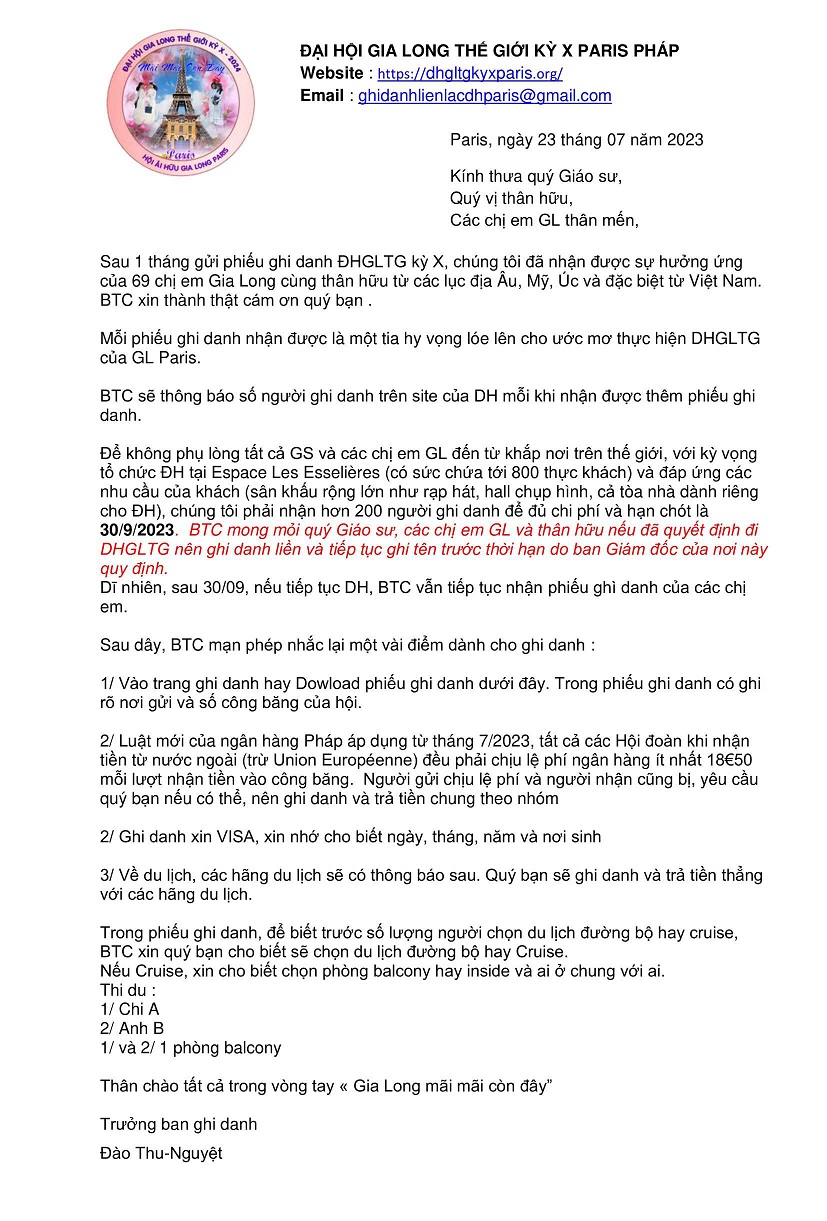 ĐẠI HỘI GIA LONG THẾ GIỚI KỲ X - 2024
Mãi Mãi Còn Đây
Paris
HỘI ÁI HỮU GIA LONG PARIS
ĐẠI HỘI GIA LONG THẾ GIỚI KỲ X PARIS PHÁP
Website : https://dhgltgkyxparis.org/
Email : ghidanhlienlacdhparis@gmail.com
Paris, ngày 23 tháng 07 năm 2023
Kính thưa quý Giáo sư,
Quý vị thân hữu,
Các chị em GL thân mến,
Sau 1 tháng gửi phiếu ghi danh ĐHGLTG kỳ X, chúng tôi đã nhận được sự hưởng ứng
của 69 chị em Gia Long cùng thân hữu từ các lục địa Âu, Mỹ, Úc và đặc biệt từ Việt Nam.
BTC xin thành thật cám ơn quý bạn .
Mỗi phiếu ghi danh nhận được là một tia hy vọng lóe lên cho ước mơ thực hiện DHGLTG
của GL Paris.
BTC sẽ thông báo số người ghi danh trên site của DH mỗi khi nhận được thêm phiếu ghi
danh.
Để không phụ lòng tất cả GS và các chị em GL đến từ khắp nơi trên thế giới, với kỳ vọng
tổ chức ĐH tại Espace Les Esselières (có sức chứa tới 800 thực khách) và đáp ứng các
nhu cầu của khách (sân khấu rộng lớn như rạp hát, hall chụp hình, cả tòa nhà dành riêng
cho ĐH), chúng tôi phải nhận hơn 200 người ghi danh để đủ chi phí và hạn chót là
30/9/2023. BTC mong mỏi quý Giáo sư, các chị em GL và thân hữu nếu đã quyết định đi
DHGLTG nên ghi danh liền và tiếp tục ghi tên trước thời hạn do ban Giám đốc của nơi này
quy định.
Dĩ nhiên, sau 30/09, nếu tiếp tục DH, BTC vẫn tiếp tục nhận phiếu ghì danh của các chị
em.
Sau dây, BTC mạn phép nhắc lại một vài điểm dành cho ghi danh :
1/ Vào trang ghi danh hay Dowload phiếu ghi danh dưới đây. Trong phiếu ghi danh có ghi
rõ nơi gửi và số công băng của hội.
2/ Luật mới của ngân hàng Pháp áp dụng từ tháng 7/2023, tất cả các Hội đoàn khi nhận
tiền từ nước ngoài (trừ Union Européenne) đều phải chịu lệ phí ngân hàng ít nhất 18€50
mỗi lượt nhận tiền vào công băng. Người gửi chịu lệ phí và người nhận cũng bị, yêu cầu
quý bạn nếu có thể, nên ghi danh và trả tiền chung theo nhóm
2/ Ghi danh xin VISA, xin nhớ cho biết ngày, tháng, năm và nơi sinh
3/ Về du lịch, các hãng du lịch sẽ có thông báo sau. Quý bạn sẽ ghi danh và trả tiền thẳng
với các hãng du lịch.
Trong phiếu ghi danh, để biết trước số lượng người chọn du lịch đường bộ hay cruise,
BTC xin quý bạn cho biết sẽ chọn du lịch đường bộ hay Cruise.
Nếu Cruise, xin cho biết chọn phòng balcony hay inside và ai ở chung với ai.
Thi du :
1/ Chi A
2/ Anh B
1/ và 2/ 1 phòng balcony
Thân chào tất cả trong vòng tay « Gia Long mãi mãi còn đây”
Trưởng ban ghi danh
Đào Thu-Nguyệt